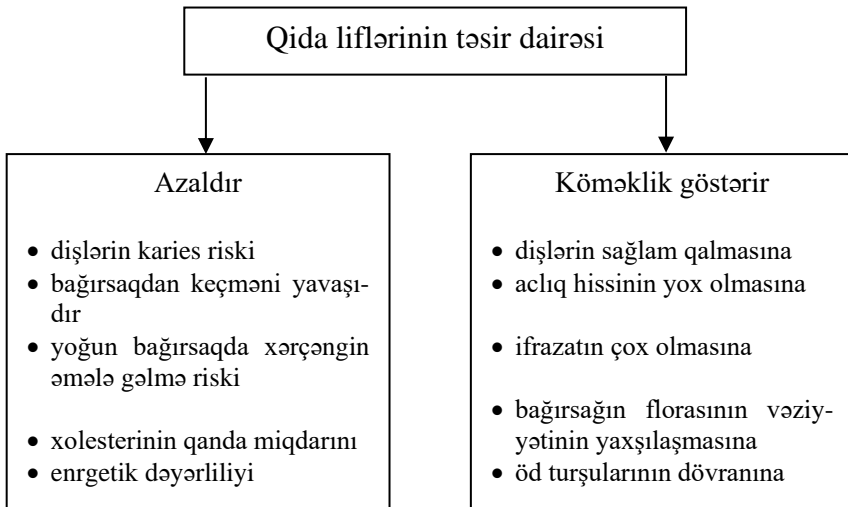 Qida liflərinin təsir dairəsi
Azaldır
• dişlərin karies riski
• bağırsaqdan keçməni yavaşı-
dır
• yoğun bağırsaqda xərçəngin
əmələ gəlmə riski
• xolesterinin qanda miqdarını
• enrgetik dəyərliliyi
Köməklik göstərir
• dişlərin sağlam qalmasına
• aclıq hissinin yox olmasına
• ifrazatın çox olmasına
• bağırsağın florasının vəziy-
yətinin yaxşılaşmasına
• öd turşularının dövranına